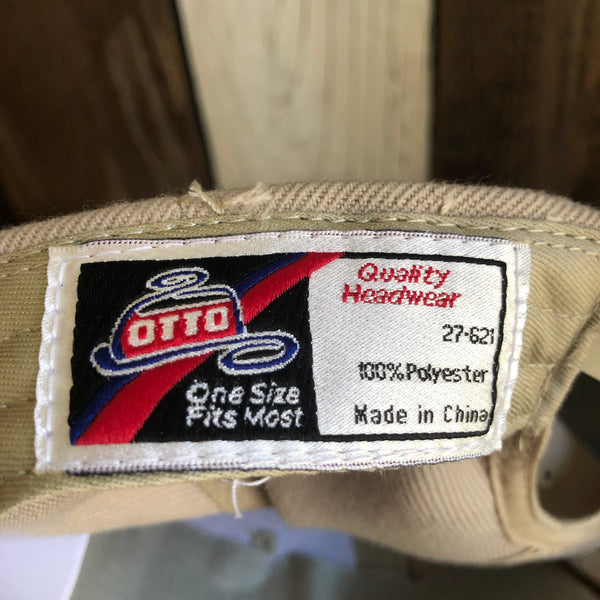 OTTO
One Size
Fits Most
Quality
Headwear
27-621
100% Polyester
Made in China